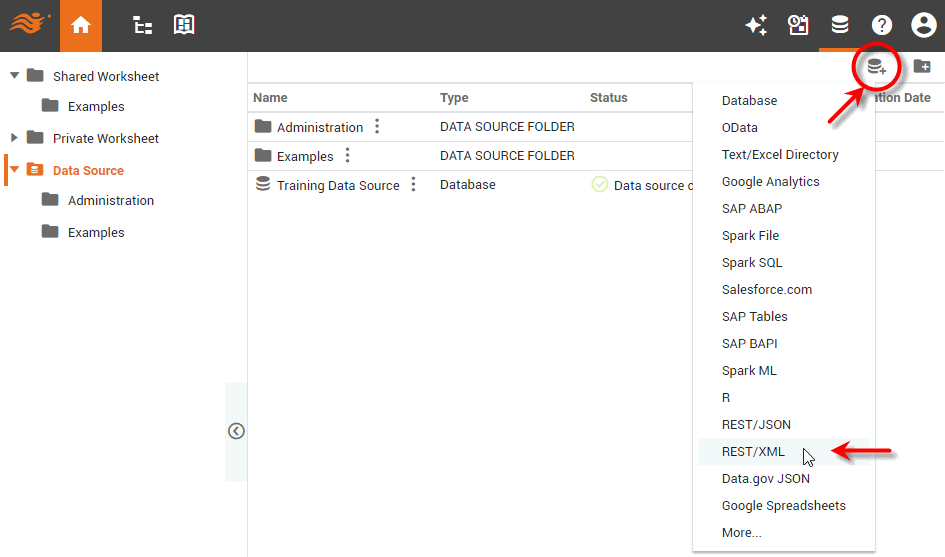 Shared Worksheet
Examples
Private Worksheet
Data Source
Administration
Examples
Name Type Status ation Date
Administration DATA SOURCE FOLDER
Examples DATA SOURCE FOLDER
Training Data Source Database Data source o
Database
OData
Text/Excel Directory
Google Analytics
SAP ABAP
Spark File
Spark SQL
Salesforce.com
SAP Tables
SAP BAPI
Spark ML
R
REST/JSON
REST/XML
Data.gov JSON
Google Spreadsheets
More...